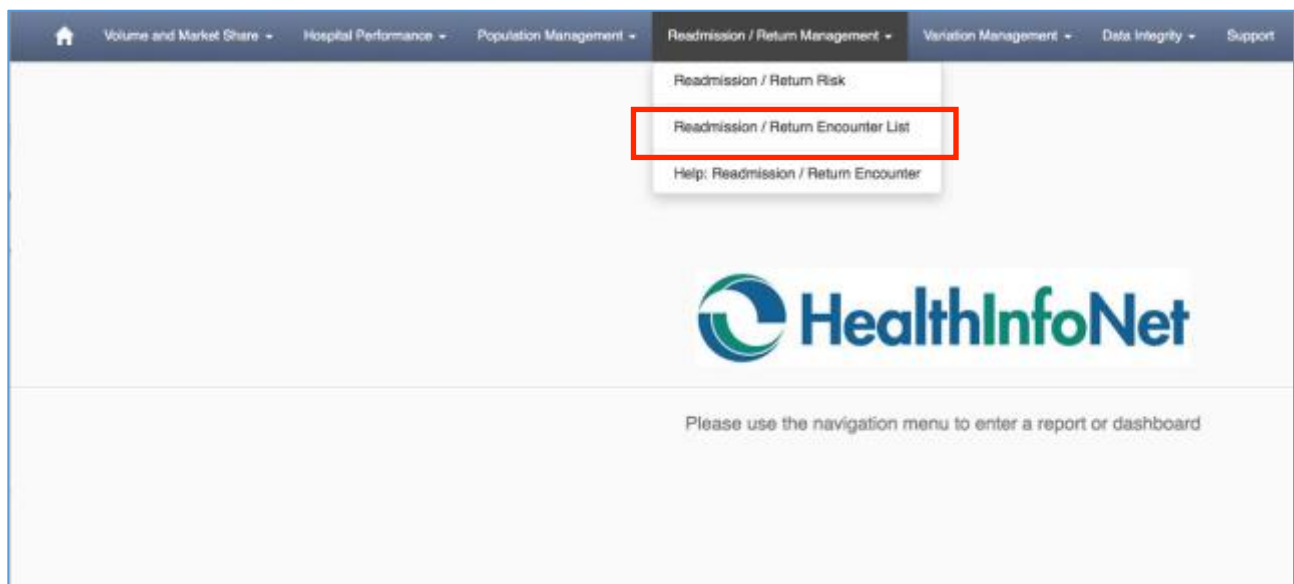 Volume and Market Share Hospital Performance Population Management Readmission / Return Management Variation Management Data Integrity Support
Readmission / Return Risk
Readmission / Return Encounter List
Help: Readmission / Return Encounter
HealthInfoNet
Please use the navigation menu to enter a report or dashboard